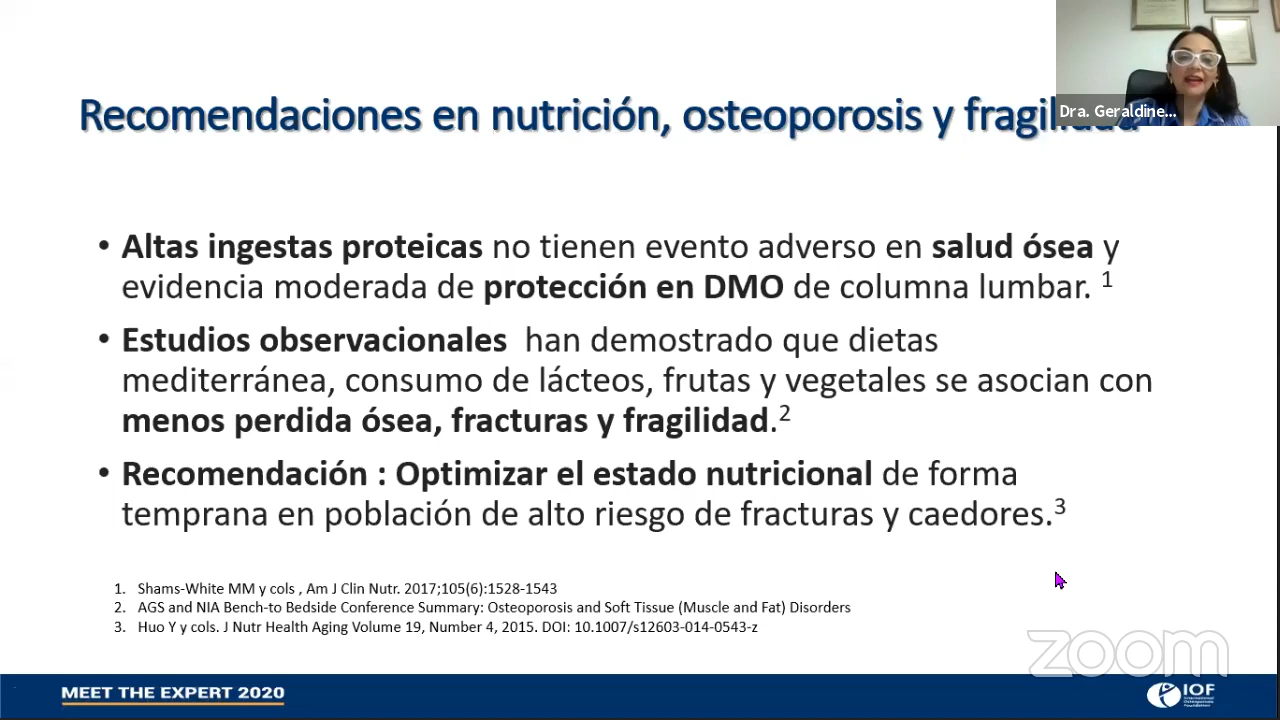 Dra. Geraldine...
Recomendaciones en nutrición, osteoporosis y fragilidad
• Altas ingestas proteicas no tienen evento adverso en salud ósea y
evidencia moderada de protección en DMO de columna lumbar. 1
• Estudios observacionales han demostrado que dietas
mediterránea, consumo de lácteos, frutas y vegetales se asocian con
menos perdida ósea, fracturas y fragilidad.2
• Recomendación : Optimizar el estado nutricional de forma
temprana en población de alto riesgo de fracturas y caedores.3
1. Shams-White MM y cols , Am J Clin Nutr. 2017;105(6):1528-1543
2. AGS and NIA Bench-to Bedside Conference Summary: Osteoporosis and Soft Tissue (Muscle and Fat) Disorders
3. Huo Y y cols. J Nutr Health Aging Volume 19, Number 4, 2015. DOI: 10.1007/s12603-014-0543-z
zoom
MEET THE EXPERT 2020
IOF
International
Osteoporosis
Foundation